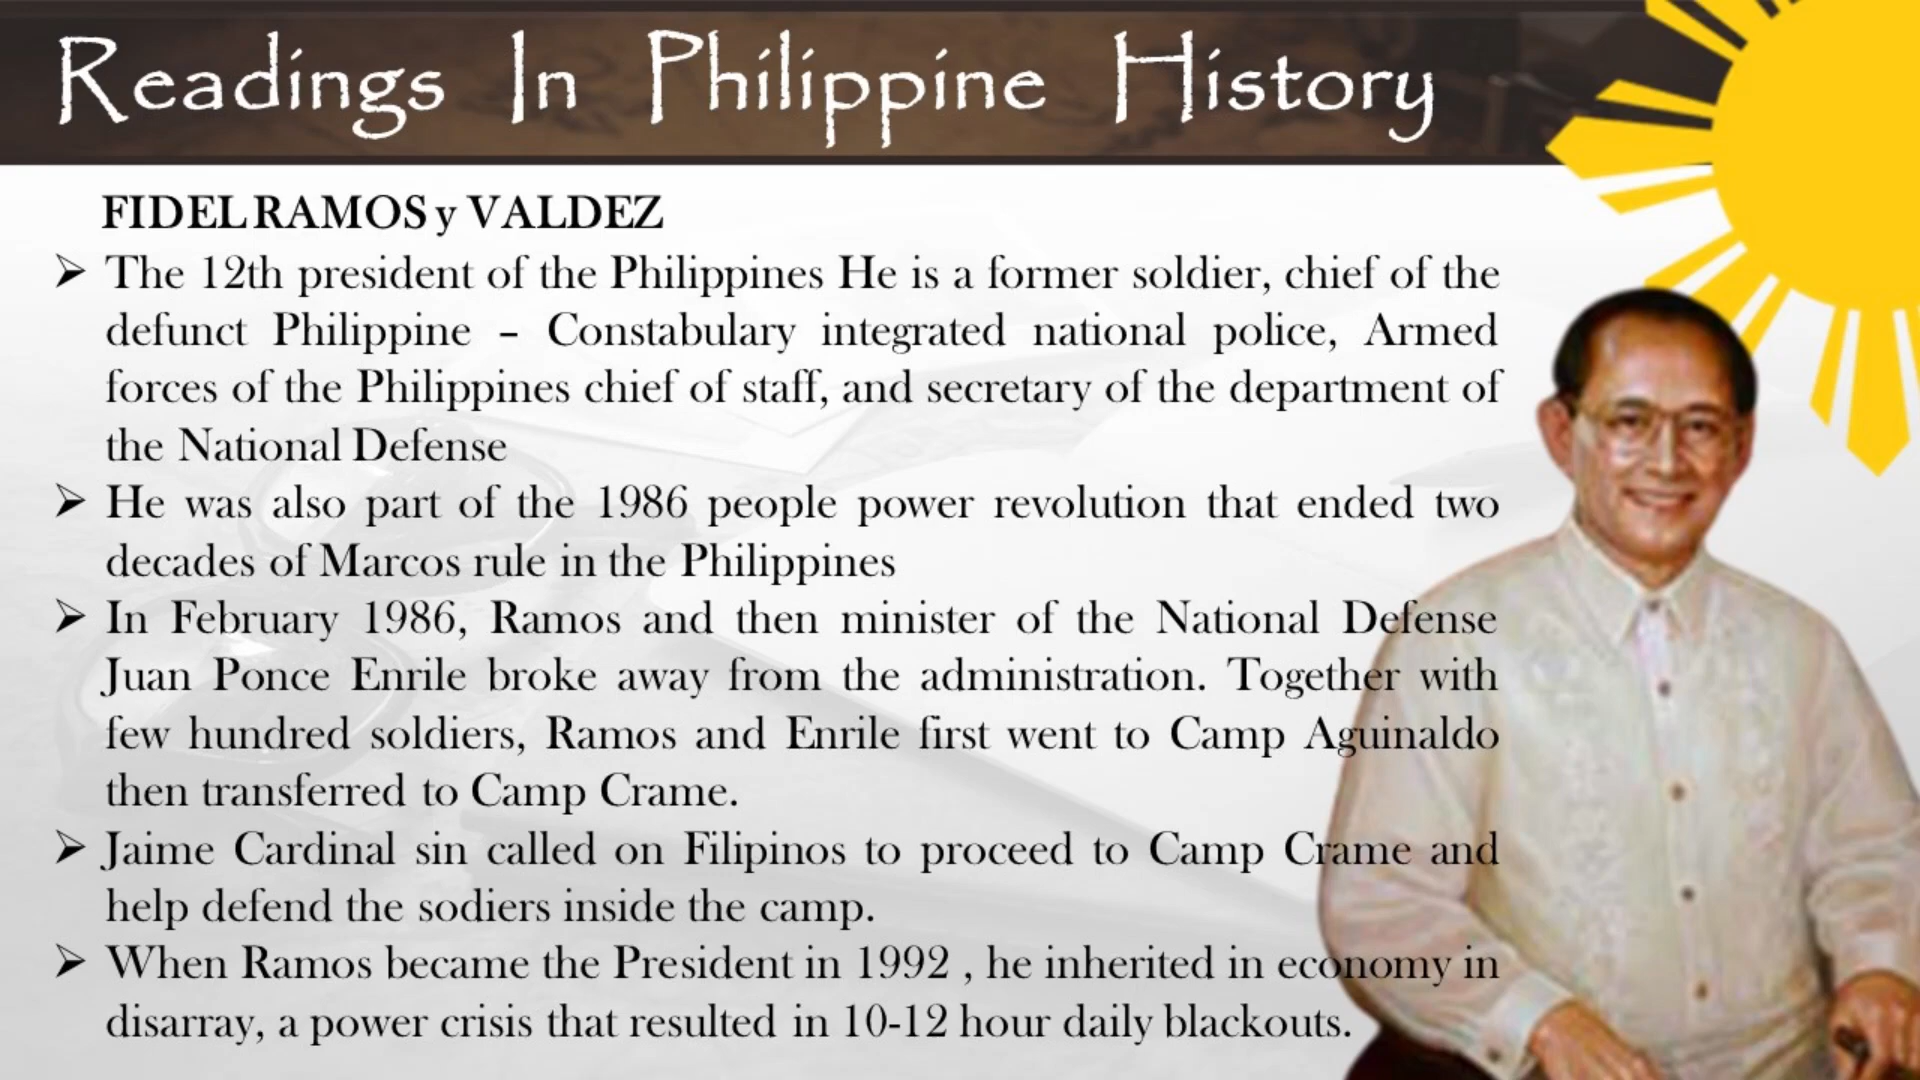 Readings In Philippine History
FIDEL RAMOS y VALDEZ
➢ The 12th president of the Philippines He is a former soldier, chief of the
defunct Philippine – Constabulary integrated national police, Armed
forces of the Philippines chief of staff, and secretary of the department of
the National Defense
➢ He was also part of the 1986 people power revolution that ended two
decades of Marcos rule in the Philippines
➢ In February 1986, Ramos and then minister of the National Defense
Juan Ponce Enrile broke away from the administration. Together with
few hundred soldiers, Ramos and Enrile first went to Camp Aguinaldo
then transferred to Camp Crame.
➢ Jaime Cardinal sin called on Filipinos to proceed to Camp Crame and
help defend the sodiers inside the camp.
➢ When Ramos became the President in 1992 , he inherited in economy in
disarray, a power crisis that resulted in 10-12 hour daily blackouts.